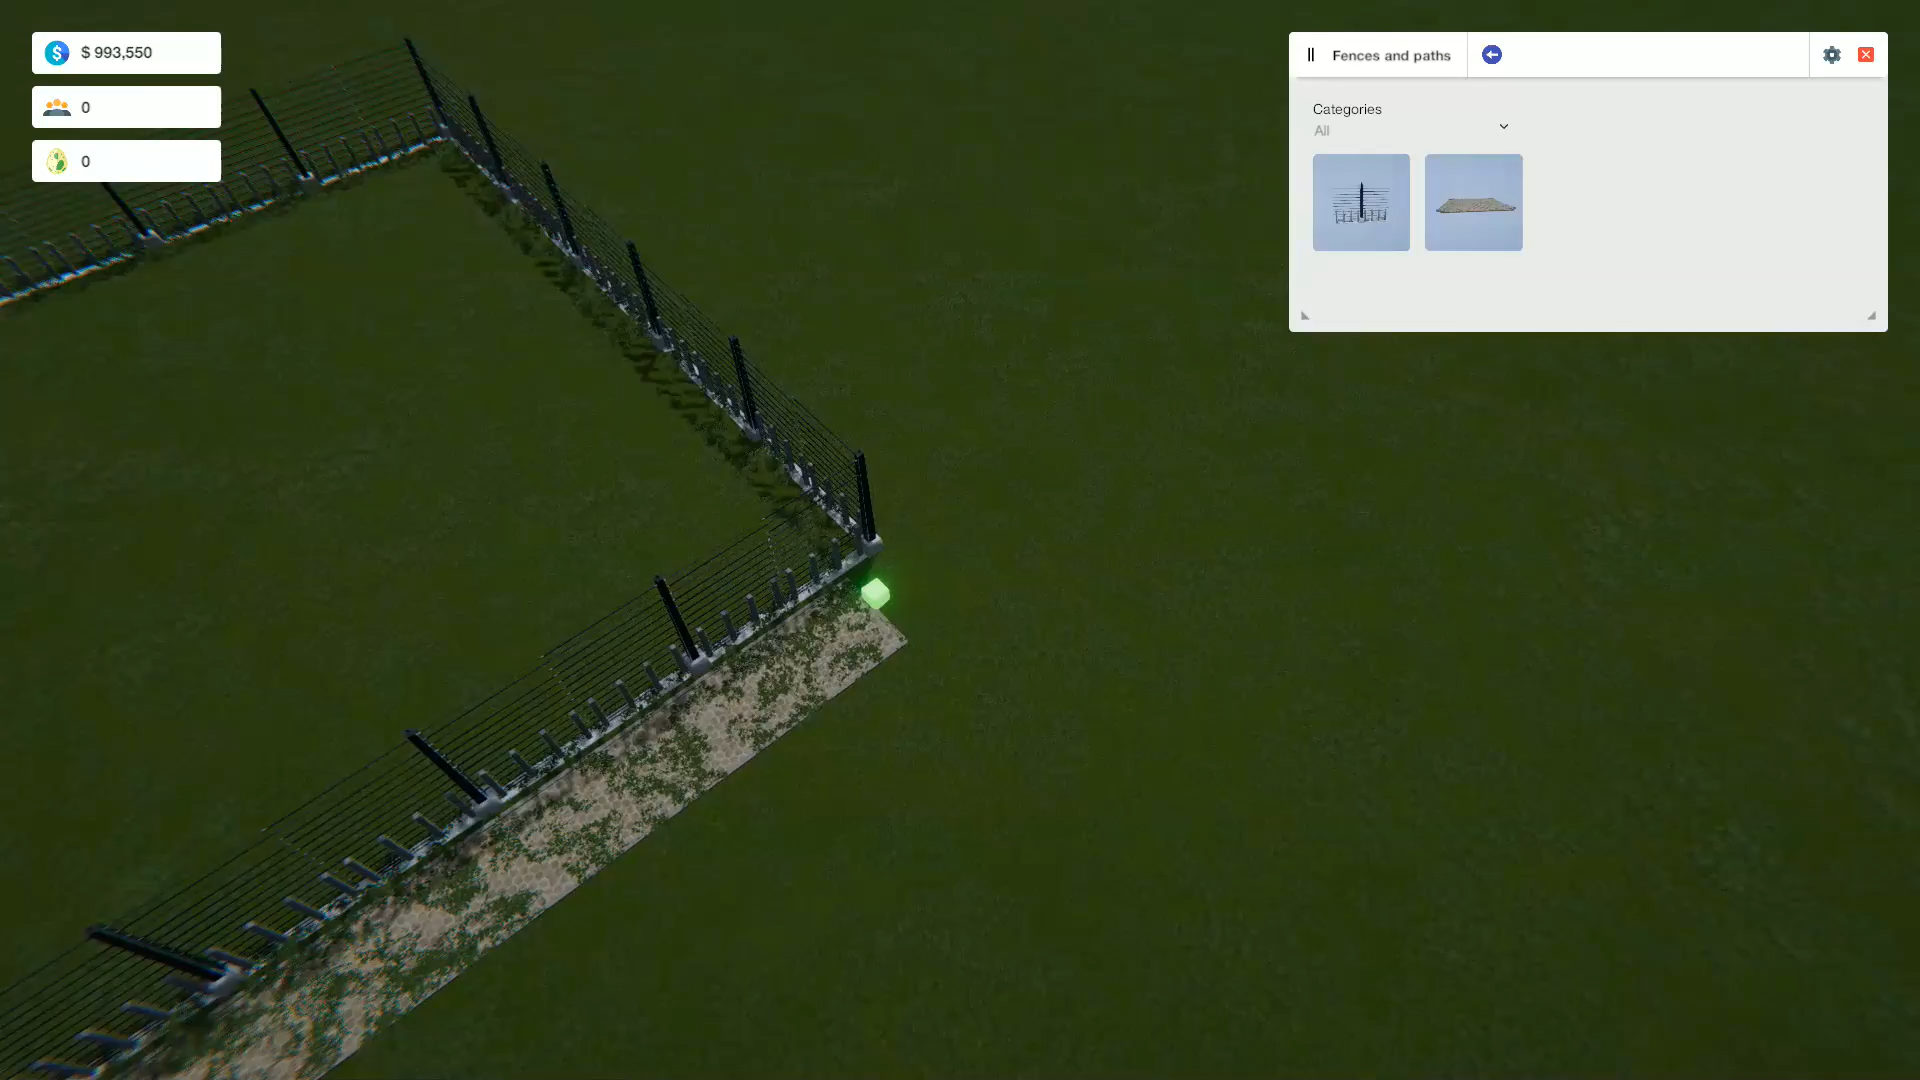 $ 993,550
0
0
Fences and paths
Categories
All